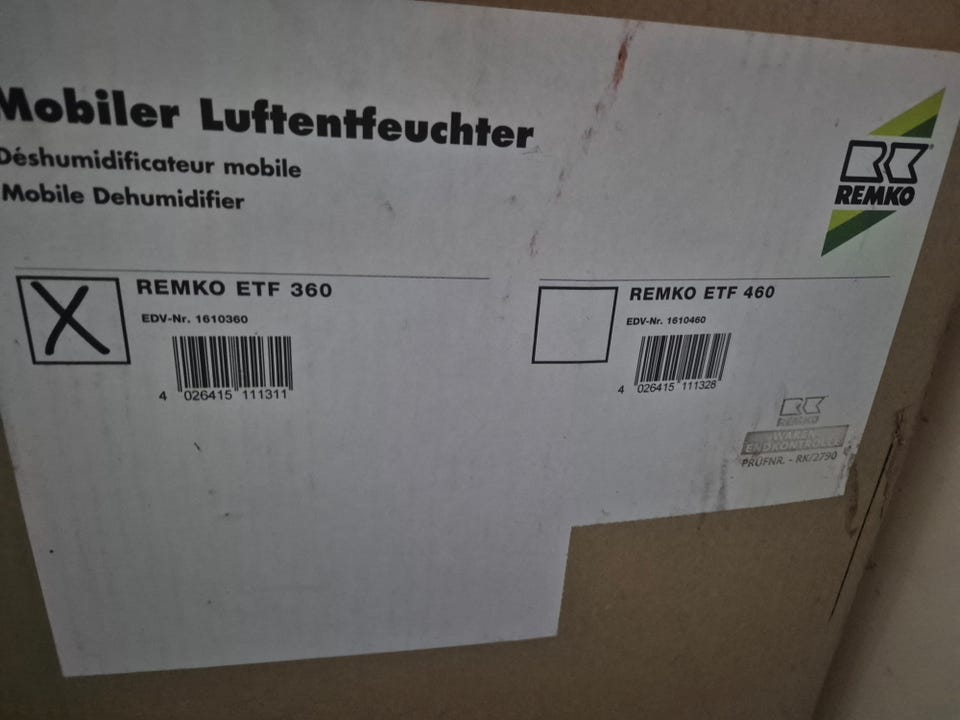 Mobiler Luftentfeuchter
Déshumidificateur mobile
Mobile Dehumidifier
REMKO
X
REMKO ETF 360
EDV-Nr. 1610360
4 026415 111311
REMKO ETF 460
EDV-Nr. 1610460
4 026415 111328
REMKO
WAREN-
ENDKONTROLLE
PRÜFNR. - RK/2790